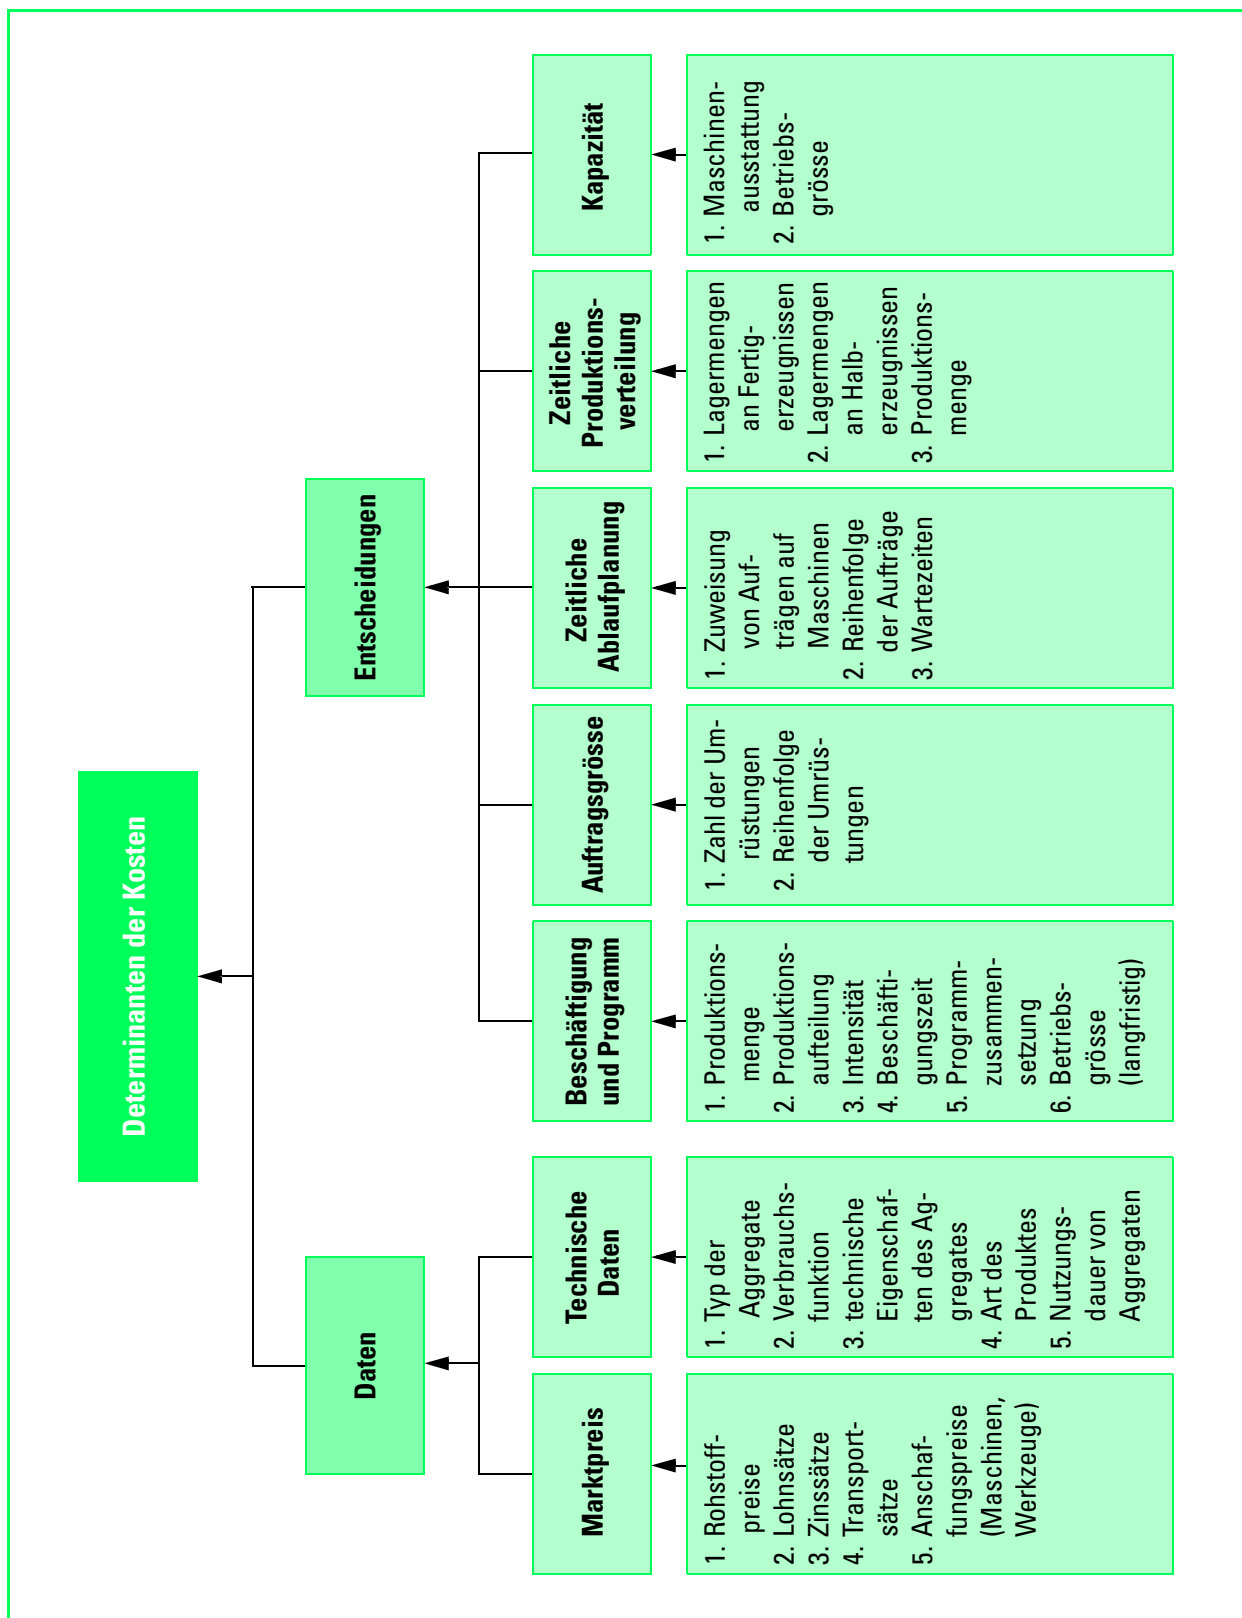 Determinanten der Kosten
Daten
Entscheidungen
Marktpreis
Technische
Daten
Beschäftigung
und Programm
Auftragsgrösse
Zeitliche
Ablaufplanung
Zeitliche
Produktions-
verteilung
Kapazität
1. Rohstoff-
preise
2. Lohnsätze
3. Zinssätze
4. Transport-
sätze
5. Anschaf-
fungspreise
(Maschinen,
Werkzeuge)
1. Typ der
Aggregate
2. Verbrauchs-
funktion
3. technische
Eigenschaf-
ten des Ag-
gregates
4. Art des
Produktes
5. Nutzungs-
dauer von
Aggregaten
1. Produktions-
menge
2. Produktions-
aufteilung
3. Intensität
4. Beschäfti-
gungszeit
5. Programm-
zusammen-
setzung
6. Betriebs-
grösse
(langfristig)
1. Zahl der Um-
rüstungen
2. Reihenfolge
der Umrüs-
tungen
1. Zuweisung
von Auf-
trägen auf
Maschinen
2. Reihenfolge
der Aufträge
3. Wartezeiten
1. Lagermengen
an Fertig-
erzeugnissen
2. Lagermengen
an Halb-
erzeugnissen
3. Produktions-
menge
1. Maschinen-
ausstattung
2. Betriebs-
grösse